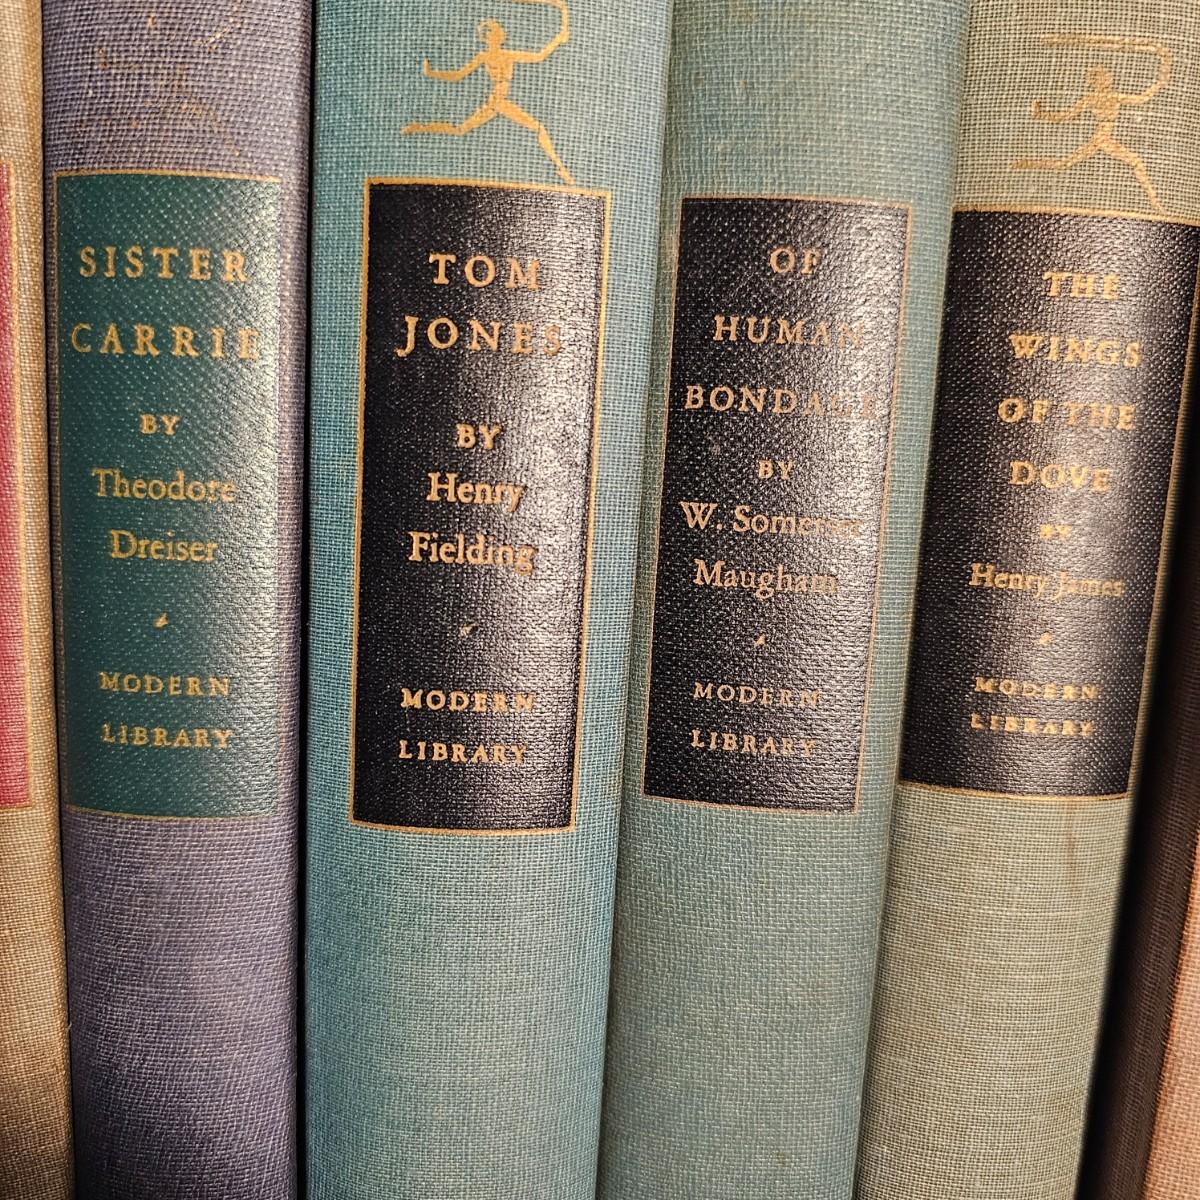 SISTER
CARRIE
BY
Theodore
Dreiser
MODERN
LIBRARY
TOM
JONES
BY
Henry
Fielding
MODERN
LIBRARY
OF
HUMAN
BONDAGE
BY
W. Somerset
Maugham
MODERN
LIBRARY
THE
WINGS
OF THE
DOVE
BY
Henry James
MODERN
LIBRARY